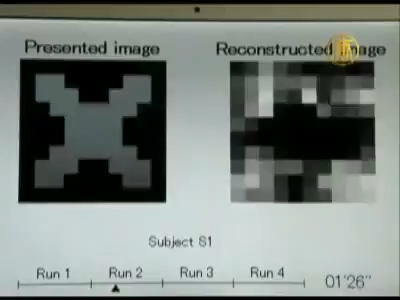 Presented image
Reconstructed image
Subject S1
Run 1
Run 2
Run 3
Run 4
01'26"